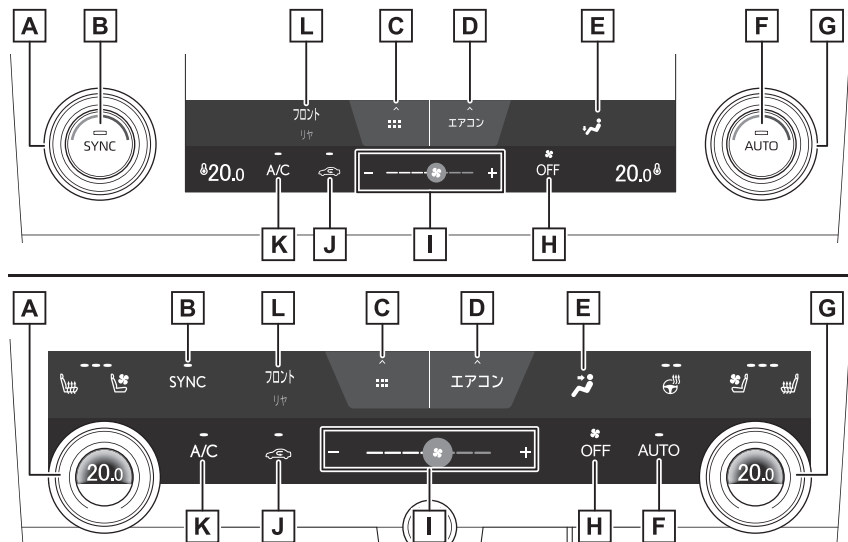 A B L C D E F G
フロント
リヤ
エアコン
SYNC
AUTO
20.0 A/C - + OFF 20.0
K J I H
A B L C D E G
SYNC フロント エアコン
リヤ
A/C - + OFF AUTO
20.0 20.0
K J I H F